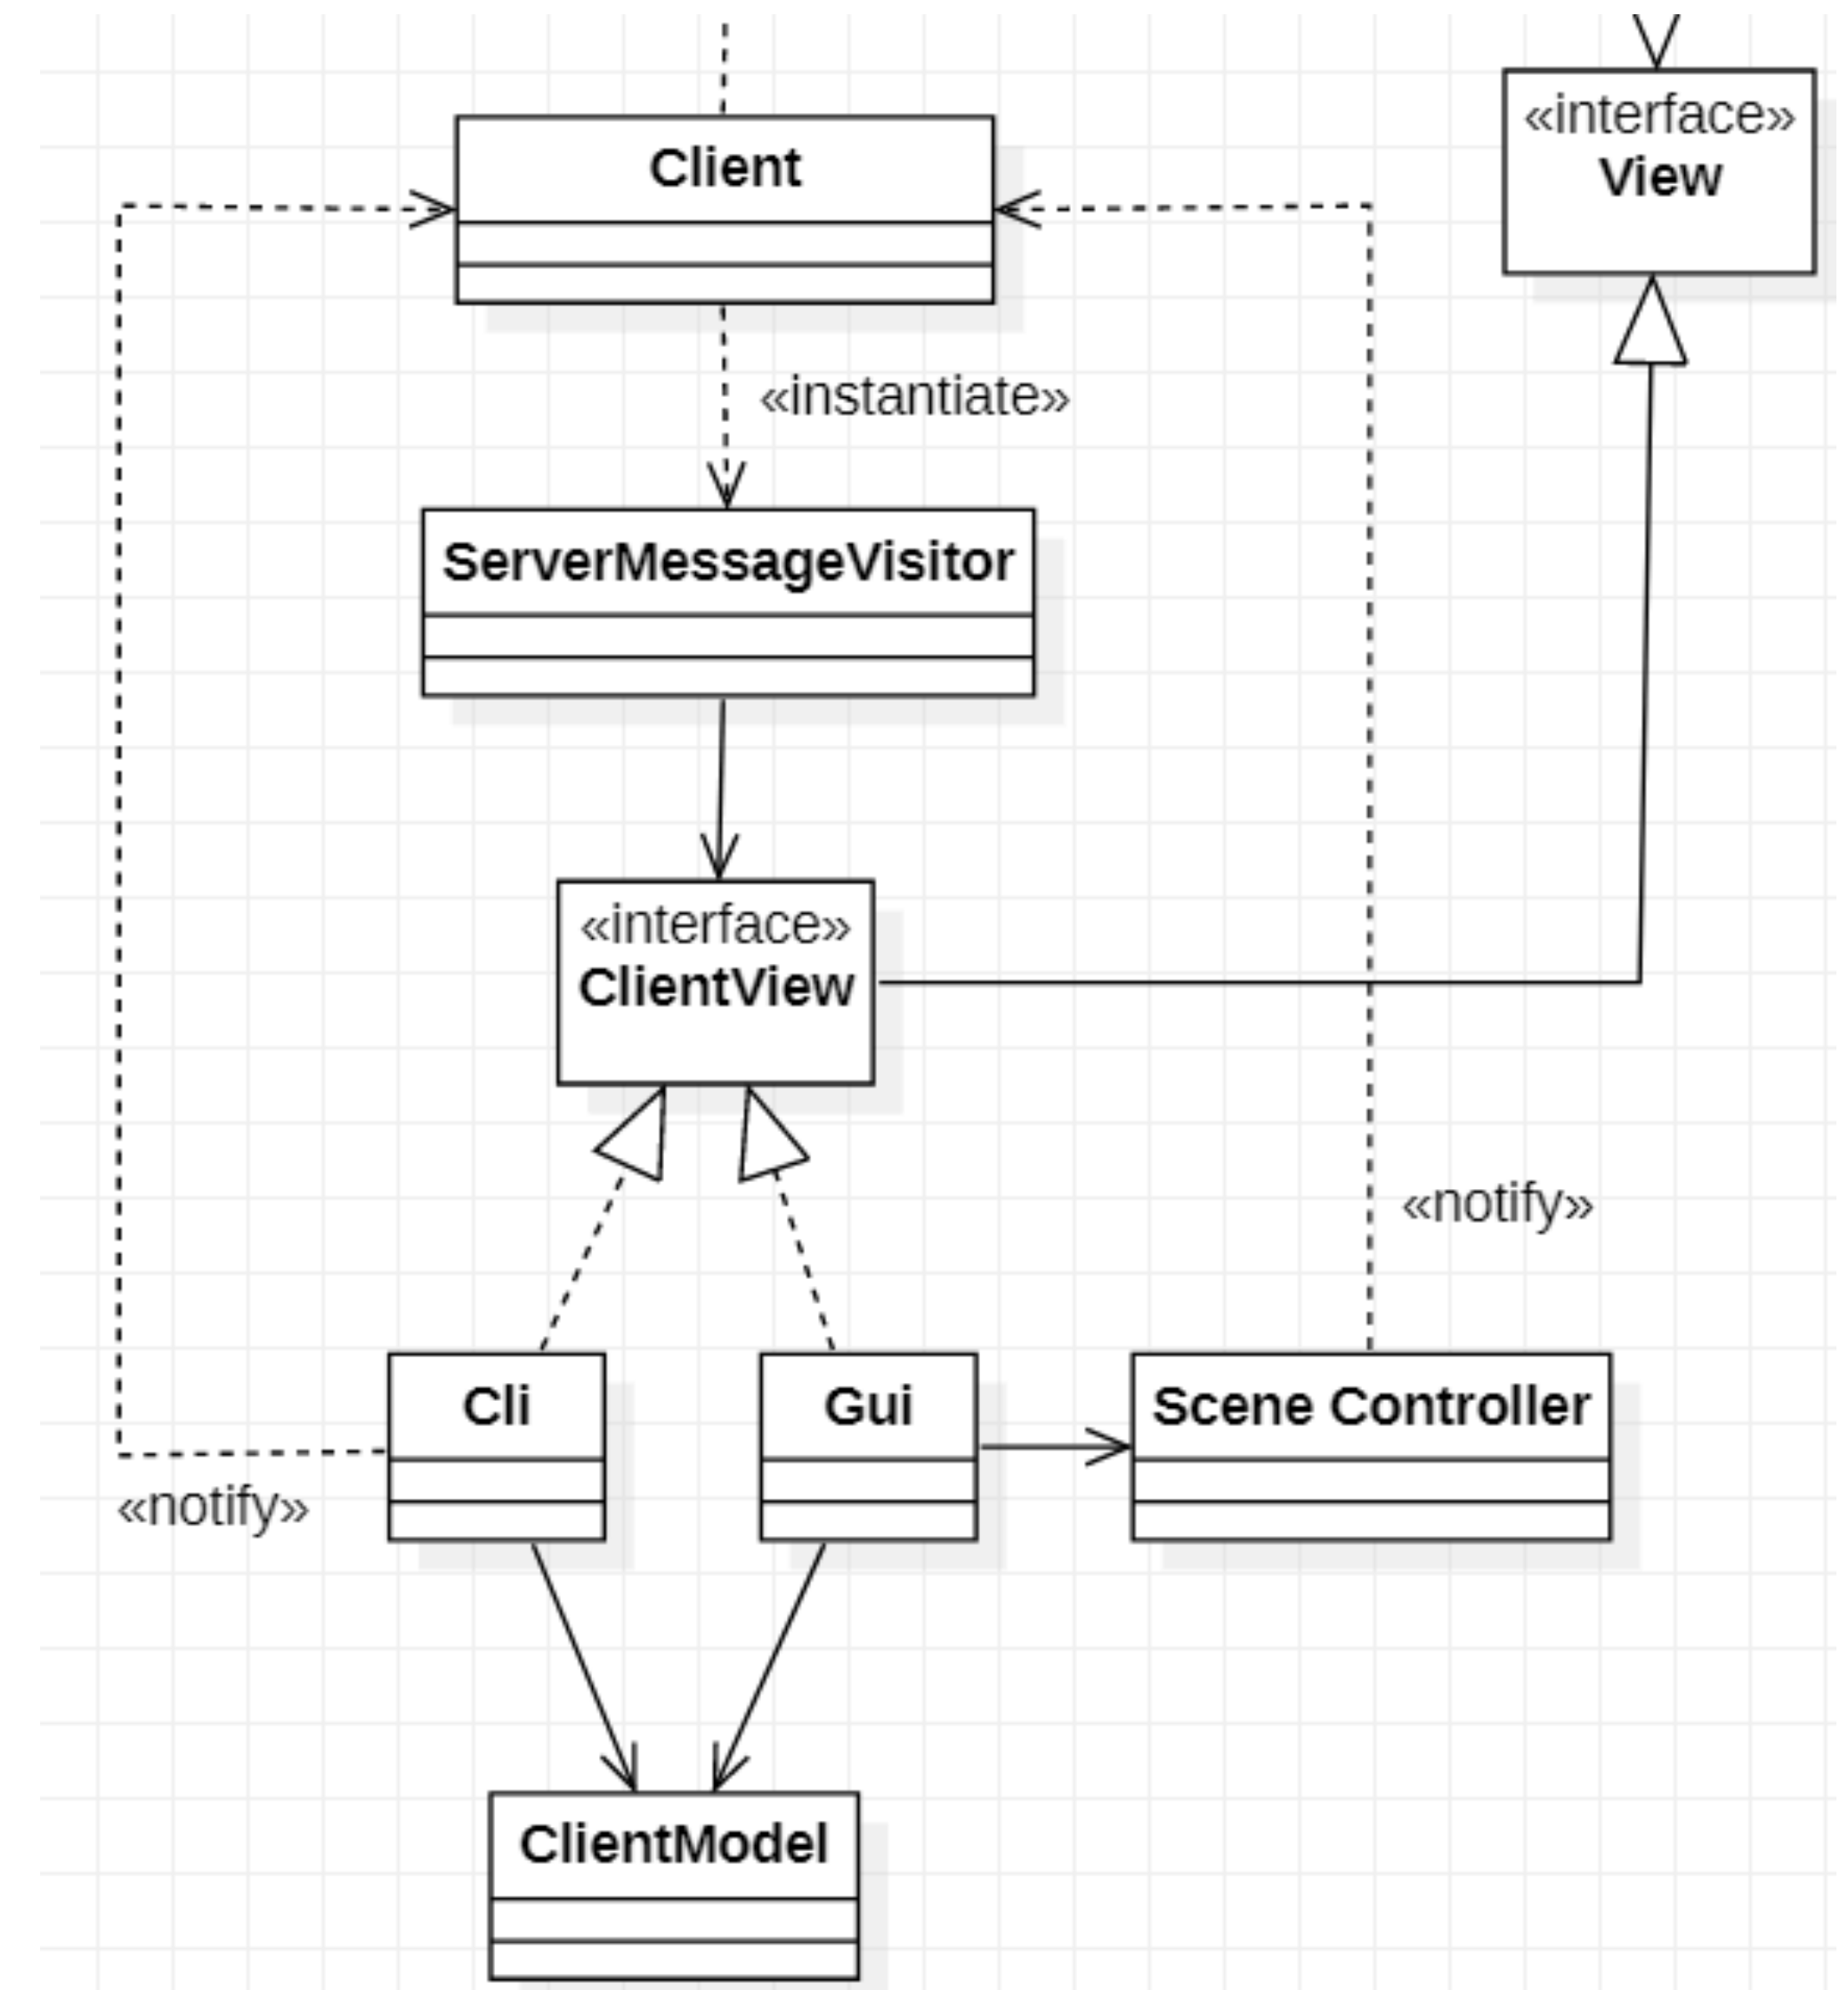 «interface»
View
Client
«instantiate»
ServerMessageVisitor
«interface»
ClientView
«notify»
Cli
Gui
Scene Controller
«notify»
ClientModel